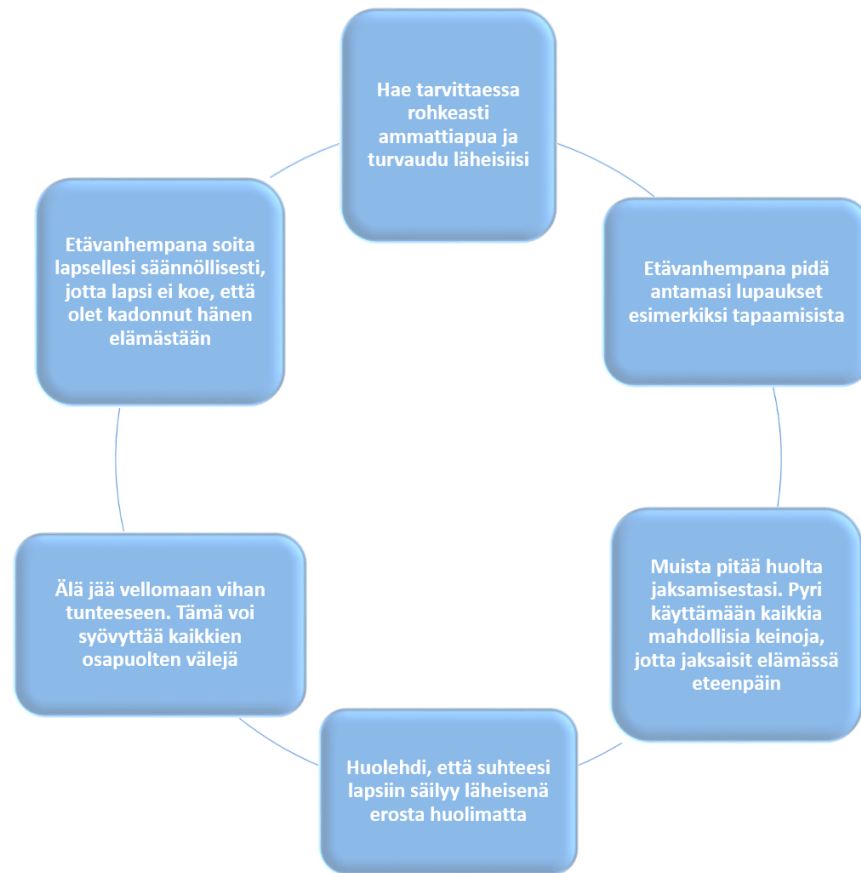 Hae tarvittaessa
rohkeasti
ammattiapua ja
turvaudu läheisiisi
Etävanhempana pidä
antamasi lupaukset
esimerkiksi tapaamisista
Muista pitää huolta
jaksamisestasi. Pyri
käyttämään kaikkia
mahdollisia keinoja,
jotta jaksaisit elämässä
eteenpäin
Huolehdi, että suhteesi
lapsiin säilyy läheisenä
erosta huolimatta
Älä jää vellomaan vihan
tunteeseen. Tämä voi
syövyttää kaikkien
osapuolten välejä
Etävanhempana soita
lapsellesi säännöllisesti,
jotta lapsi ei koe, että
olet kadonnut hänen
elämästään